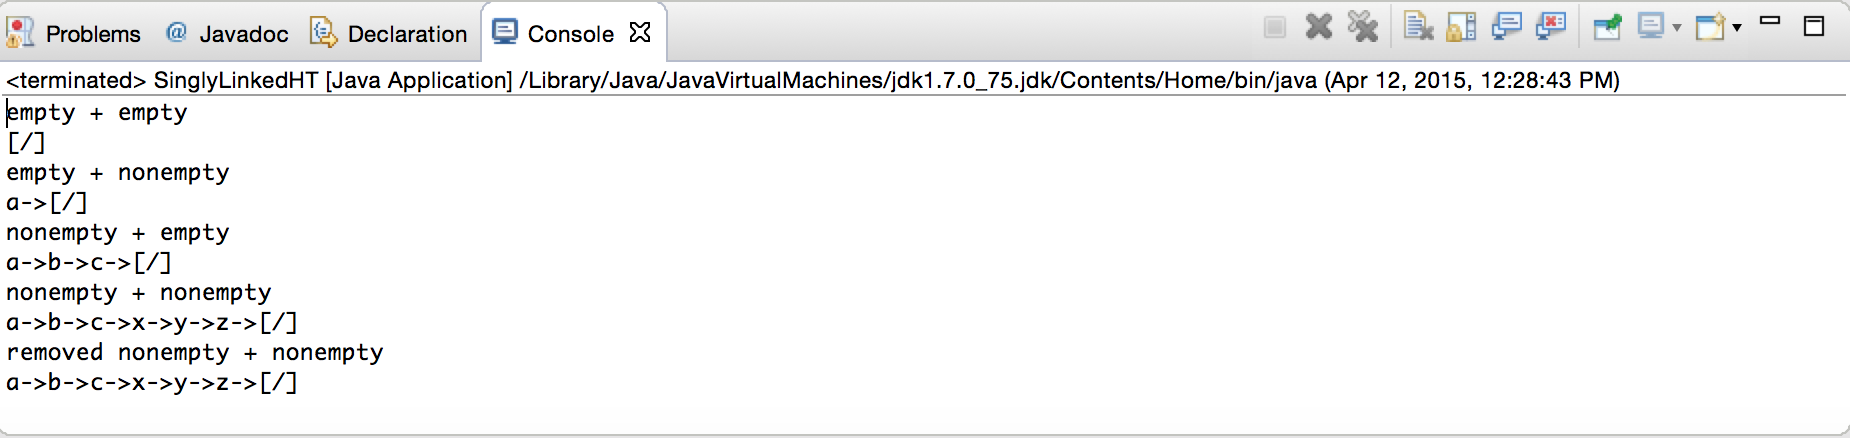 Problems @ Javadoc Declaration Console
<terminated> SinglyLinkedHT [Java Application] /Library/Java/JavaVirtualMachines/jdk1.7.0_75.jdk/Contents/Home/bin/java (Apr 12, 2015, 12:28:43 PM)
empty + empty
[/]
empty + nonempty
a->[/]
nonempty + empty
a->b->c->[/]
nonempty + nonempty
a->b->c->x->y->z->[/]
removed nonempty + nonempty
a->b->c->x->y->z->[/]